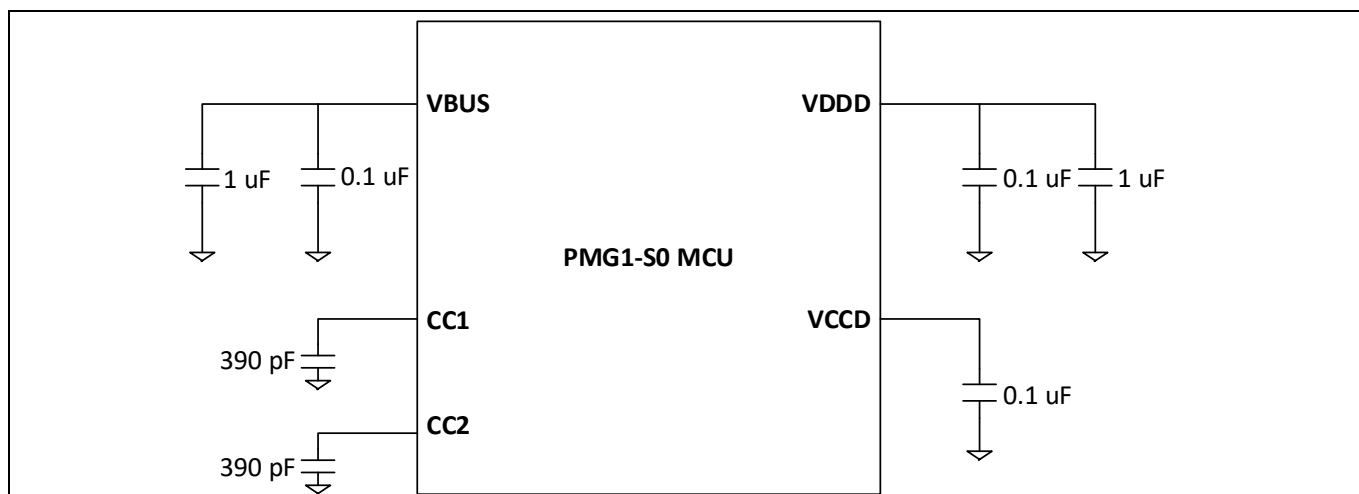 VBUS
VDDD
1 uF
0.1 uF
0.1 uF
1 uF
PMG1-S0 MCU
CC1
VCCD
390 pF
0.1 uF
CC2
390 pF